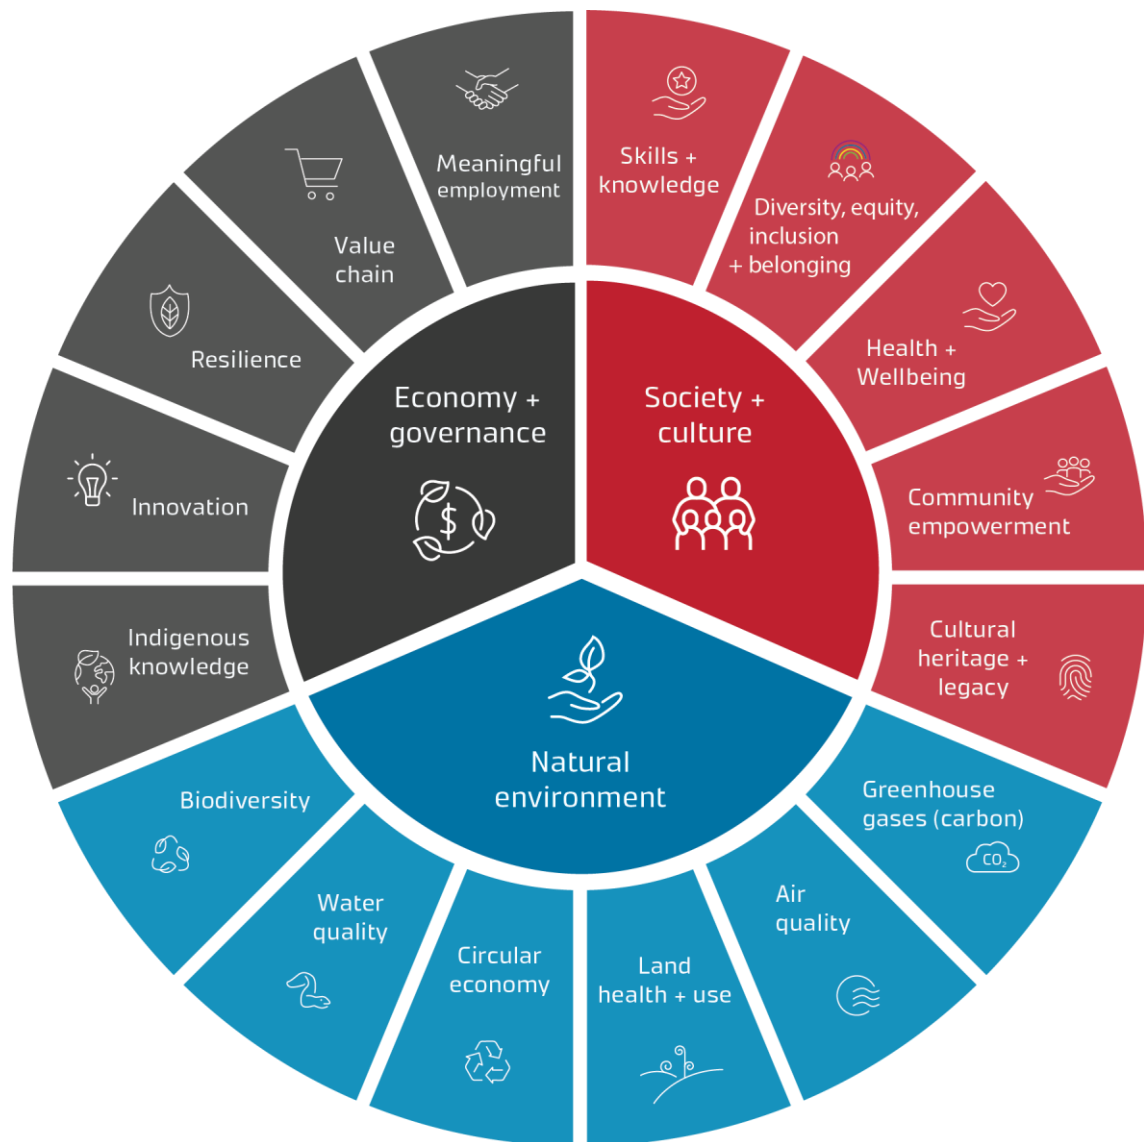 Meaningful
employment
Skills +
knowledge
Diversity, equity,
inclusion
+ belonging
Health +
Wellbeing
Community
empowerment
Cultural
heritage +
legacy
Greenhouse
gases (carbon)
CO₂
Air
quality
Land
health + use
Circular
economy
Water
quality
Biodiversity
Indigenous
knowledge
Innovation
Resilience
Value
chain
Economy +
governance
$
Society +
culture
Natural
environment